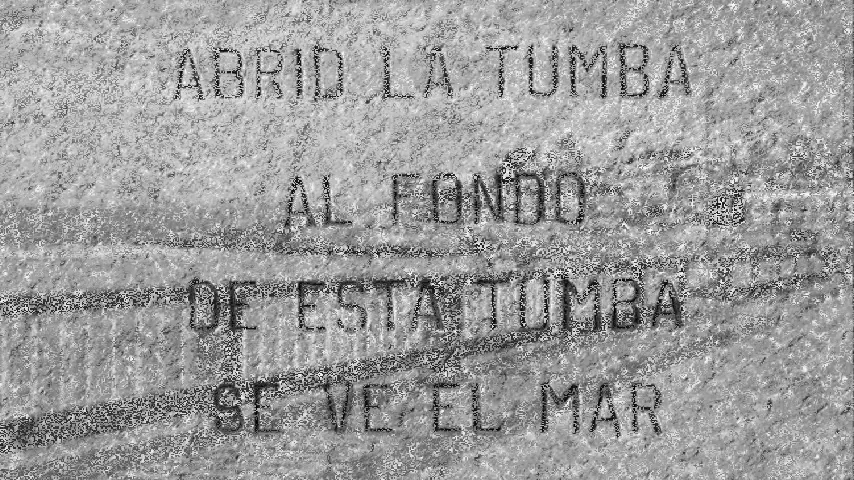 ABRID LA TUMBA
AL FONDO
DE ESTA TUMBA
SE VE EL MAR